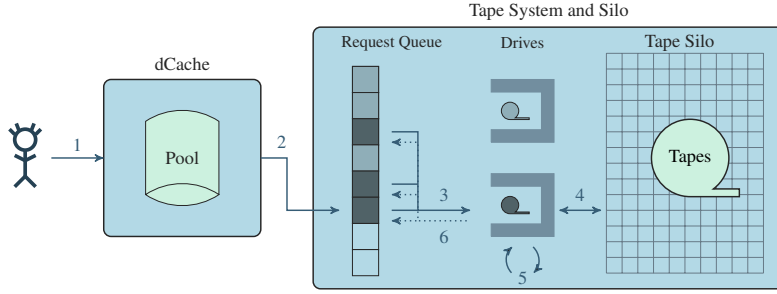 Tape System and Silo
Request Queue
Drives
Tape Silo
dCache
1
Pool
2
3
6
4
5
Tapes